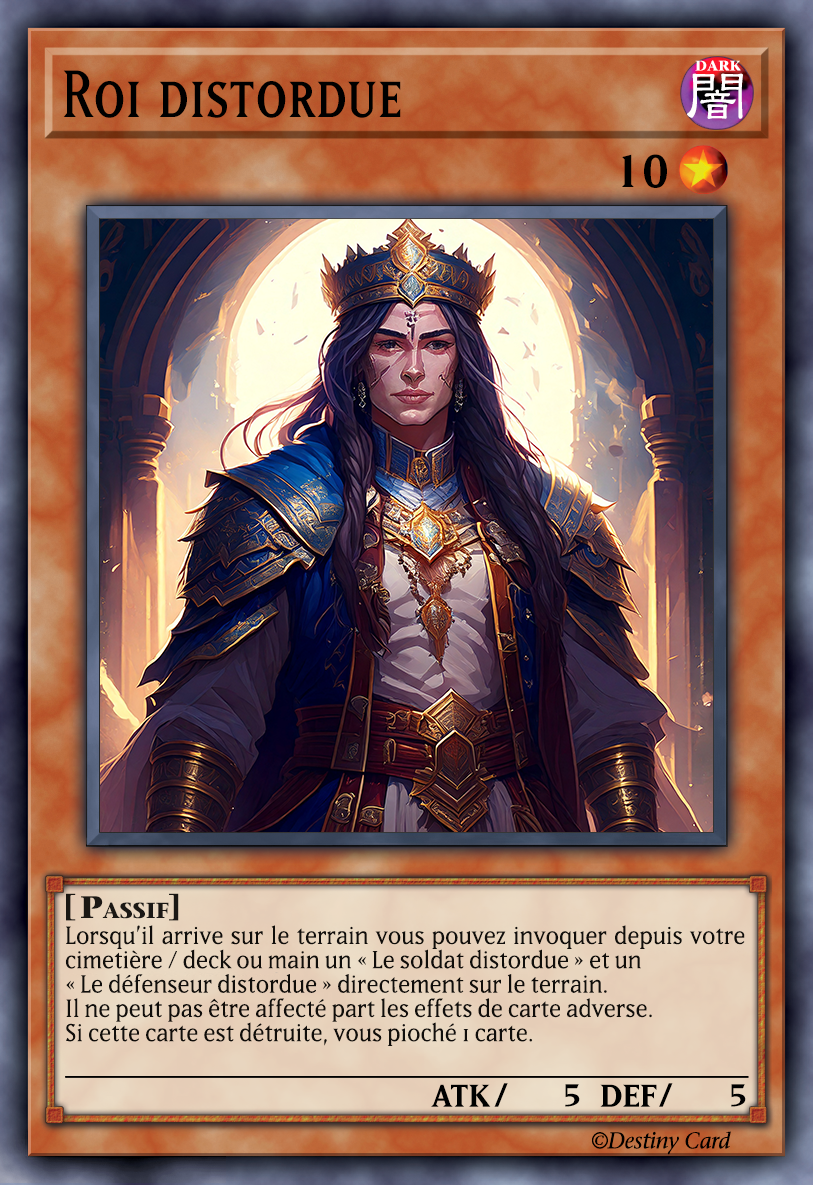 Roi distordue
DARK
闇
10
[Passif]
Lorsqu'il arrive sur le terrain vous pouvez invoquer depuis votre
cimetière / deck ou main un « Le soldat distordue » et un
« Le défenseur distordue » directement sur le terrain.
Il ne peut pas être affecté part les effets de carte adverse.
Si cette carte est détruite, vous pioché 1 carte.
ATK/ 5 DEF/ 5
©Destiny Card